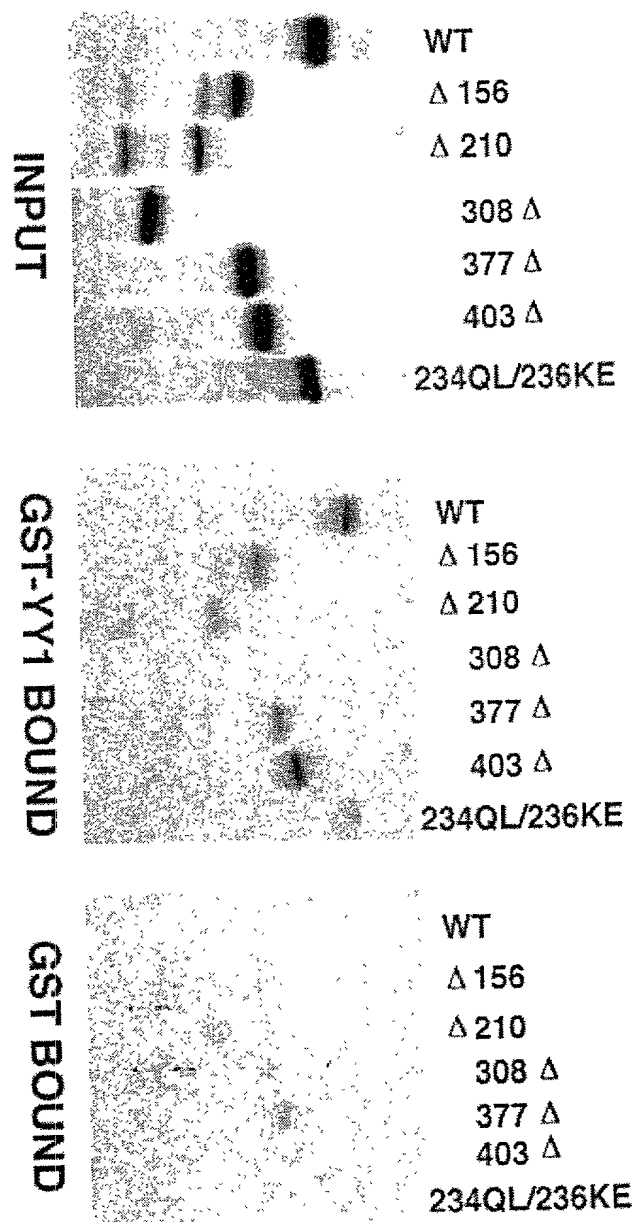 INPUT
WT
Δ 156
Δ 210
308 Δ
377 Δ
403 Δ
234QL/236KE
GST-YY1 BOUND
WT
Δ 156
Δ 210
308 Δ
377 Δ
403 Δ
234QL/236KE
GST BOUND
WT
Δ 156
Δ 210
308 Δ
377 Δ
403 Δ
234QL/236KE